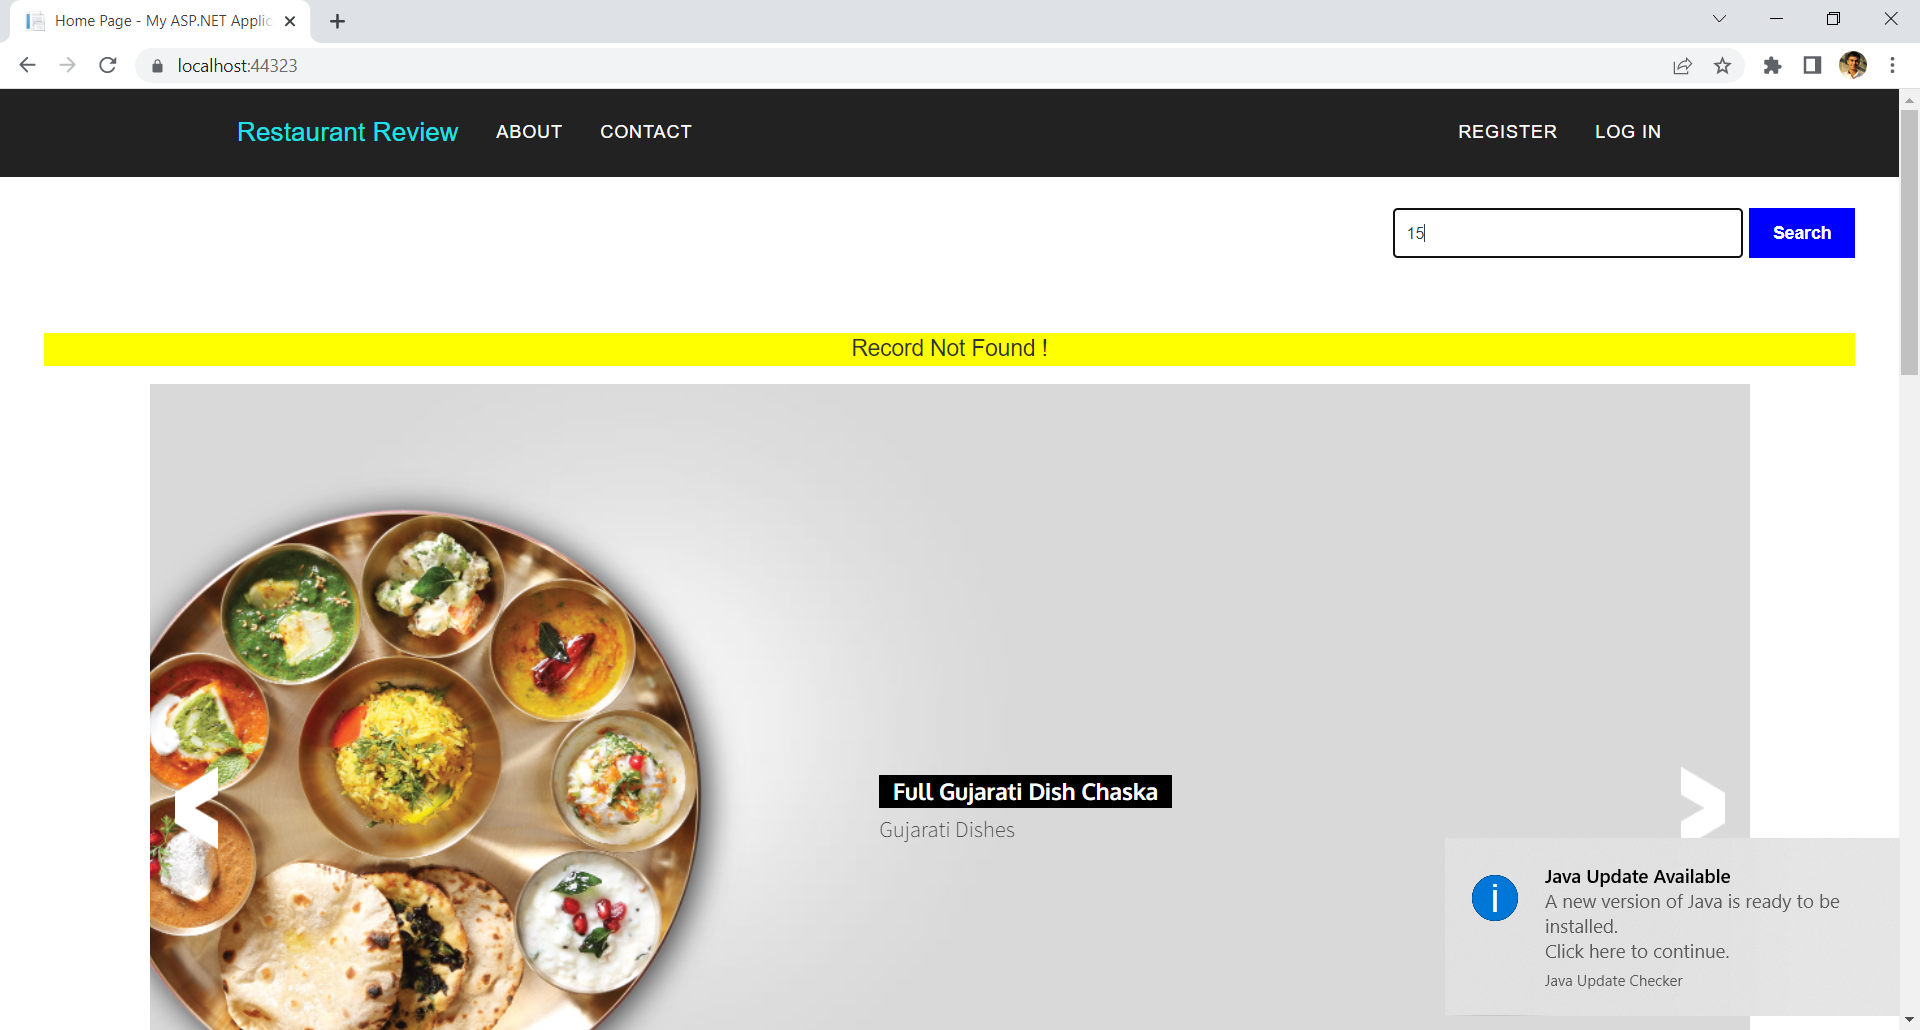 Home Page - My ASP.NET Applic
localhost:44323
Restaurant Review
ABOUT
CONTACT
REGISTER
LOG IN
15
Search
Record Not Found !
Full Gujarati Dish Chaska
Gujarati Dishes
Java Update Available
A new version of Java is ready to be
installed.
Click here to continue.
Java Update Checker